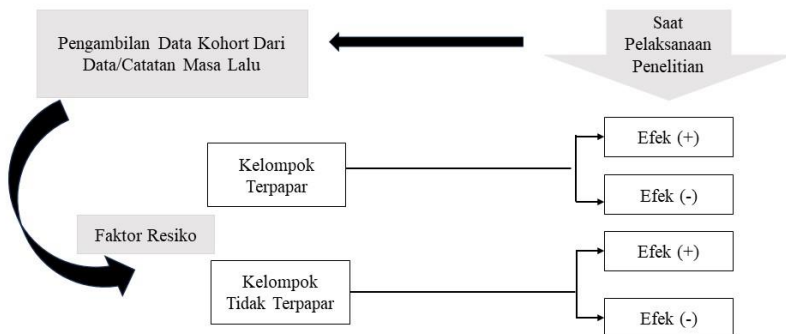 Pengambilan Data Kohort Dari
Data/Catatan Masa Lalu
Saat
Pelaksanaan
Penelitian
Kelompok
Terpapar
Efek (+)
Efek (-)
Faktor Resiko
Kelompok
Tidak Terpapar
Efek (+)
Efek (-)